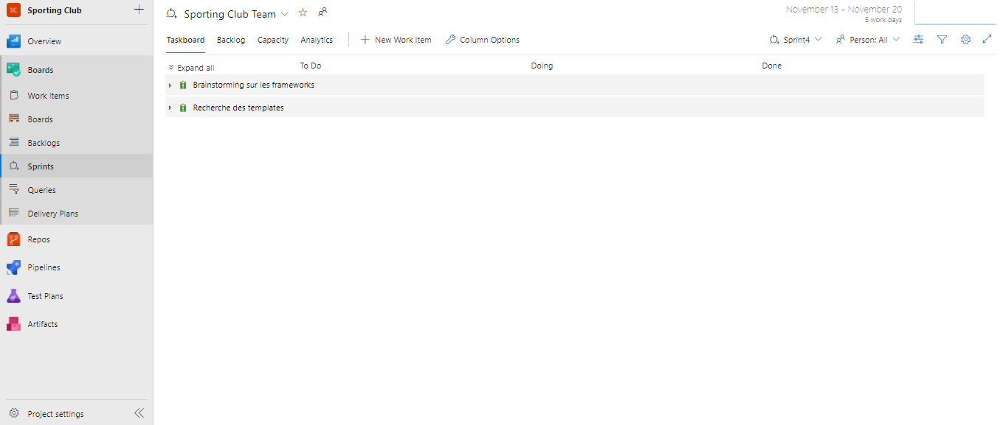 SC Sporting Club
Overview
Boards
Work items
Boards
Backlogs
Sprints
Queries
Delivery Plans
Repos
Pipelines
Test Plans
Artifacts
Project settings
Sporting Club Team
November 13 - November 20
5 work days
Taskboard Backlog Capacity Analytics New Work Item Column Options Sprint4 Person: All
Expand all To Do Doing Done
Brainstorming sur les frameworks
Recherche des templates